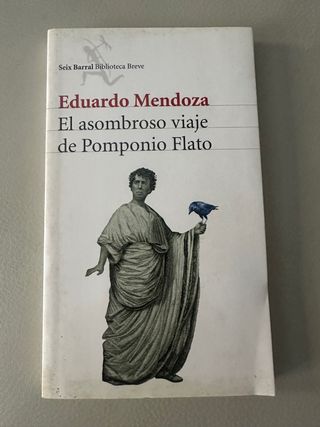 Seix Barral Biblioteca Breve
Eduardo Mendoza
El asombroso viaje
de Pomponio Flato